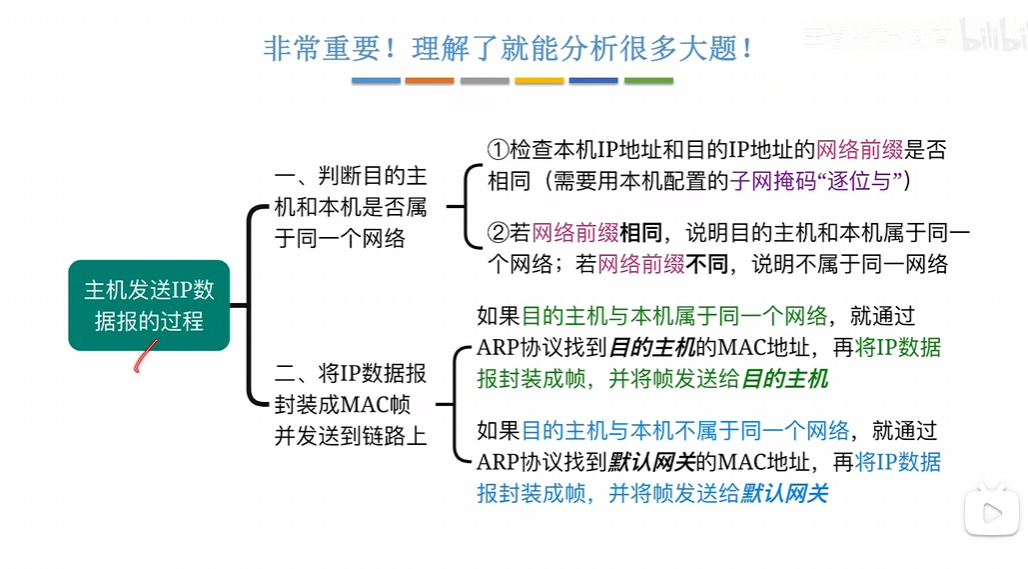 非常重要！理解了就能分析很多大题！
bilibili
①检查本机IP地址和目的IP地址的网络前缀是否
相同（需要用本机配置的子网掩码“逐位与”）
一、判断目的主
机和本机是否属
于同一个网络
②若网络前缀相同，说明目的主机和本机属于同一
个网络；若网络前缀不同，说明不属于同一网络
主机发送IP数
据报的过程
如果目的主机与本机属于同一个网络，就通过
ARP协议找到目的主机的MAC地址，再将IP数据
报封装成帧，并将帧发送给目的主机
二、将IP数据报
封装成MAC帧
并发送到链路上
如果目的主机与本机不属于同一个网络，就通过
ARP协议找到默认网关的MAC地址，再将IP数据
报封装成帧，并将帧发送给默认网关